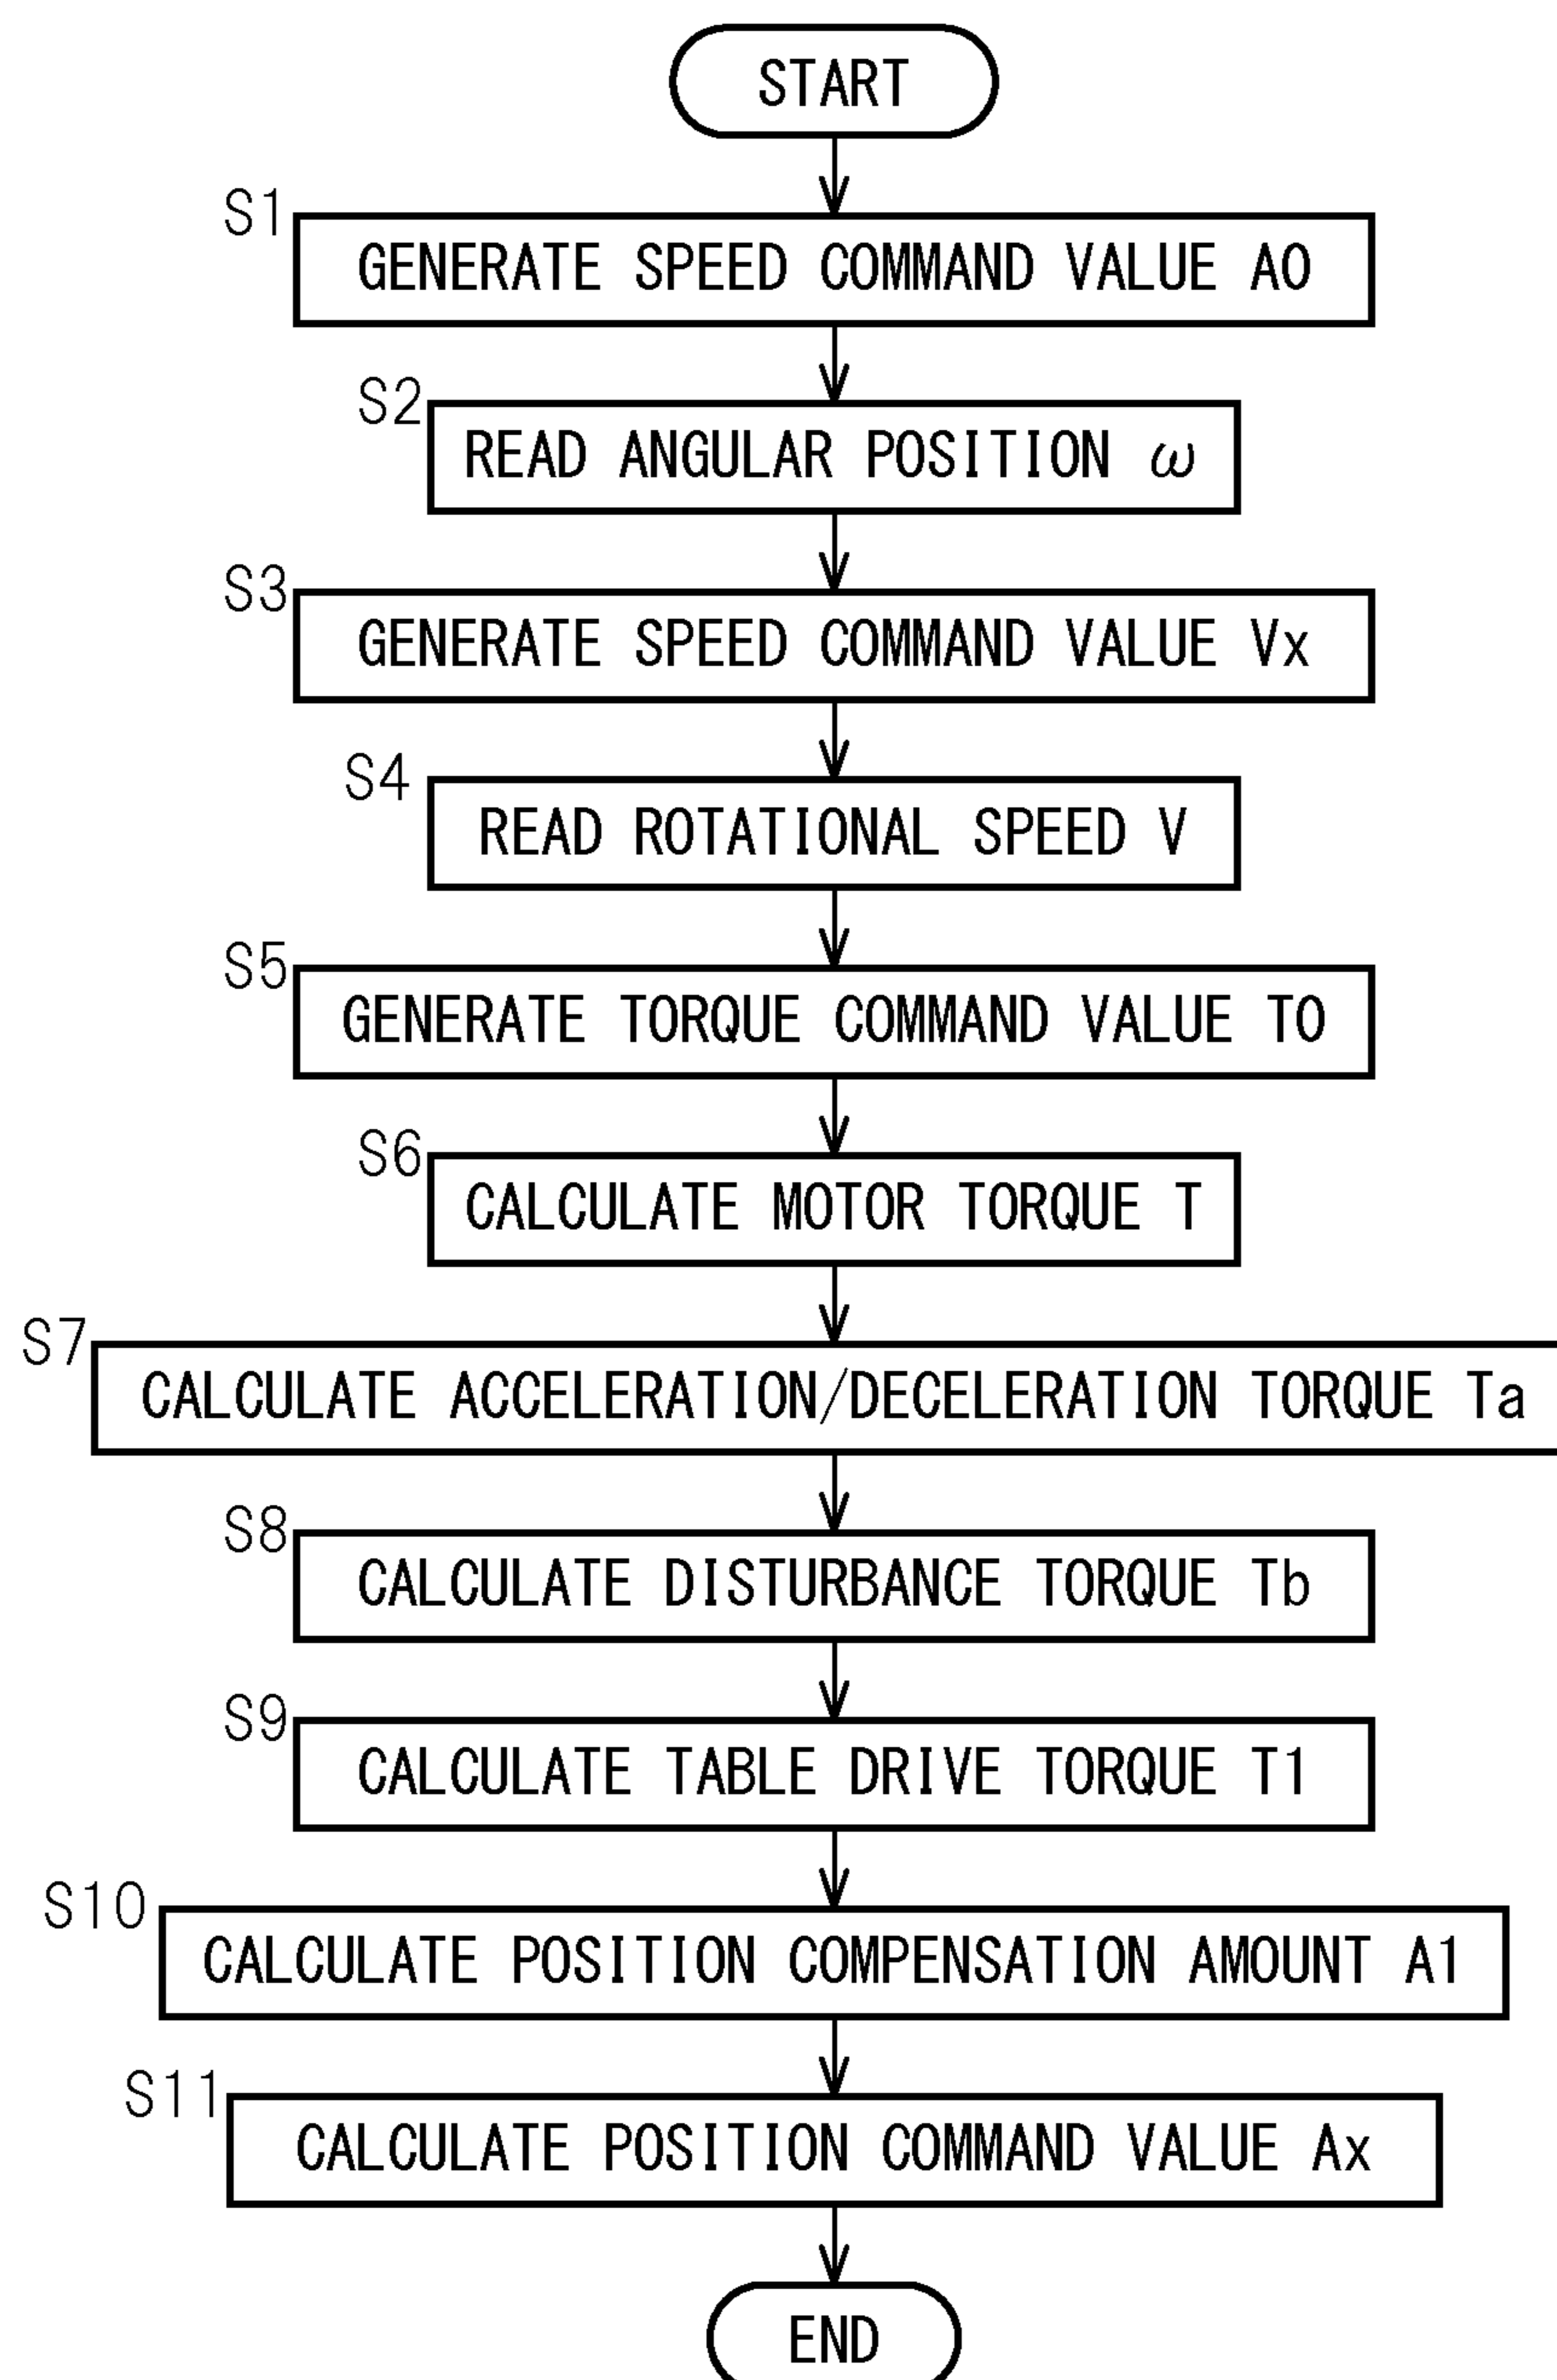 START
S1
GENERATE SPEED COMMAND VALUE A0
S2
READ ANGULAR POSITION ω
S3
GENERATE SPEED COMMAND VALUE Vx
S4
READ ROTATIONAL SPEED V
S5
GENERATE TORQUE COMMAND VALUE T0
S6
CALCULATE MOTOR TORQUE T
S7
CALCULATE ACCELERATION/DECELERATION TORQUE Ta
S8
CALCULATE DISTURBANCE TORQUE Tb
S9
CALCULATE TABLE DRIVE TORQUE T1
S10
CALCULATE POSITION COMPENSATION AMOUNT A1
S11
CALCULATE POSITION COMMAND VALUE Ax
END